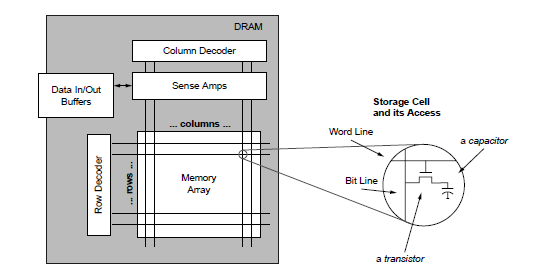 DRAM
Column Decoder
Data In/Out
Buffers
Sense Amps
... columns ...
Row Decoder
... rows ...
Memory
Array
Storage Cell
and its Access
Word Line
a capacitor
Bit Line
a transistor